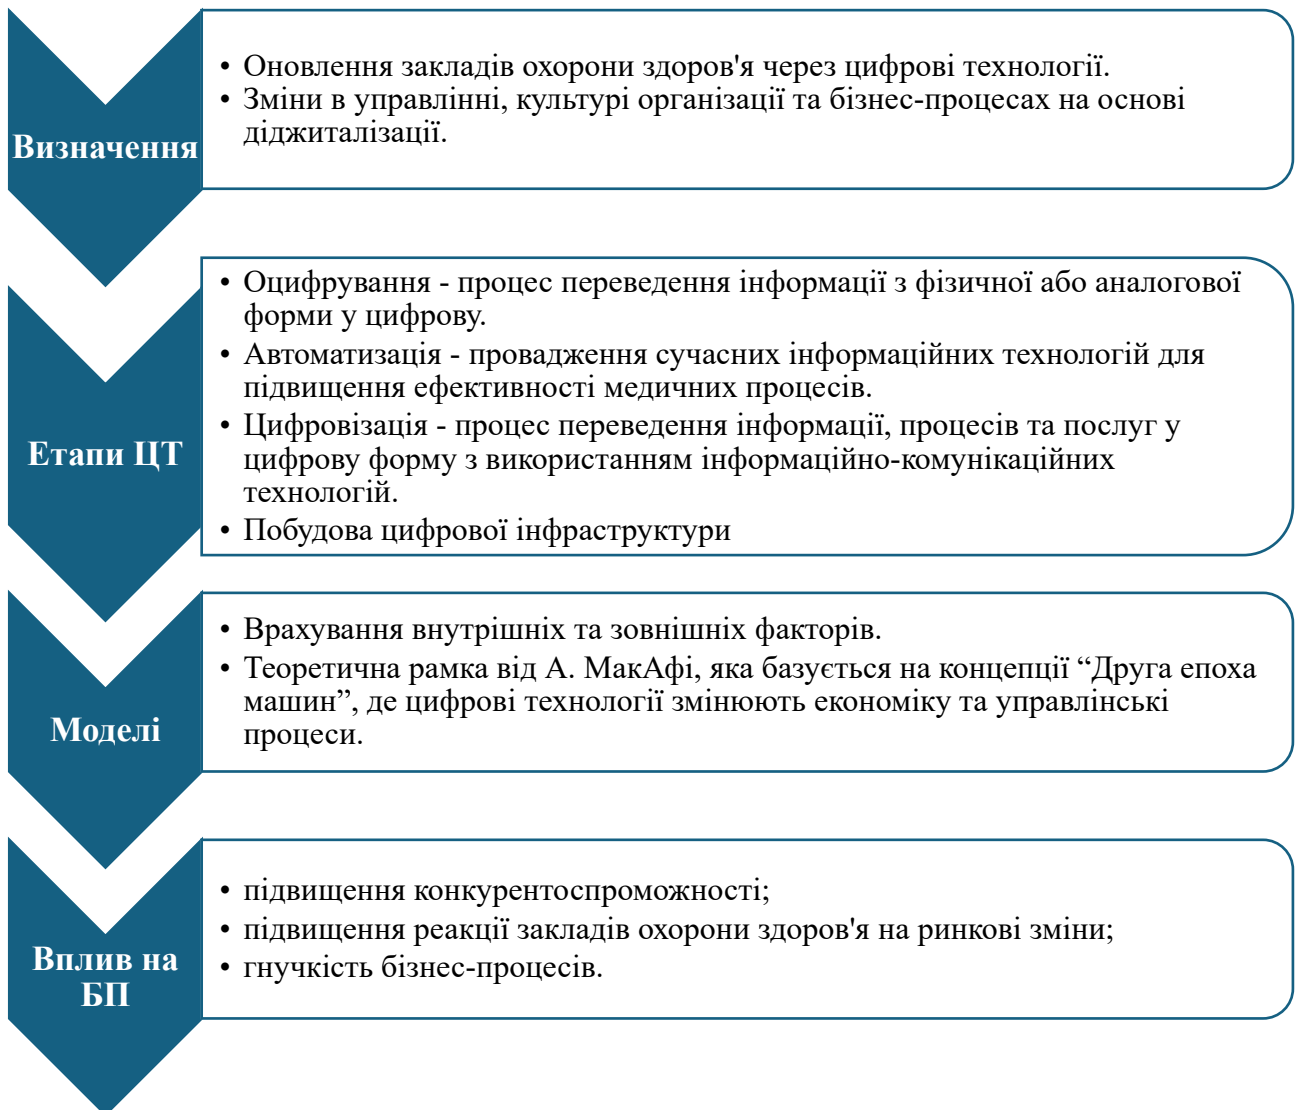 Визначення
• Оновлення закладів охорони здоров'я через цифрові технології.
• Зміни в управлінні, культурі організації та бізнес-процесах на основі
діджиталізації.
Етапи ЦТ
• Оцифрування - процес переведення інформації з фізичної або аналогової
форми у цифрову.
• Автоматизація - провадження сучасних інформаційних технологій для
підвищення ефективності медичних процесів.
• Цифровізація - процес переведення інформації, процесів та послуг у
цифрову форму з використанням інформаційно-комунікаційних
технологій.
• Побудова цифрової інфраструктури
Моделі
• Врахування внутрішніх та зовнішніх факторів.
• Теоретична рамка від А. МакАфі, яка базується на концепції “Друга епоха
машин”, де цифрові технології змінюють економіку та управлінські
процеси.
Вплив на
БП
• підвищення конкурентоспроможності;
• підвищення реакції закладів охорони здоров'я на ринкові зміни;
• гнучкість бізнес-процесів.